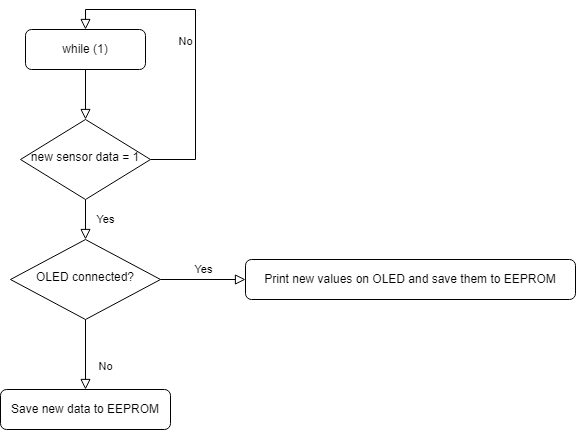 while (1)
No
new sensor data = 1
Yes
OLED connected?
Yes
Print new values on OLED and save them to EEPROM
No
Save new data to EEPROM